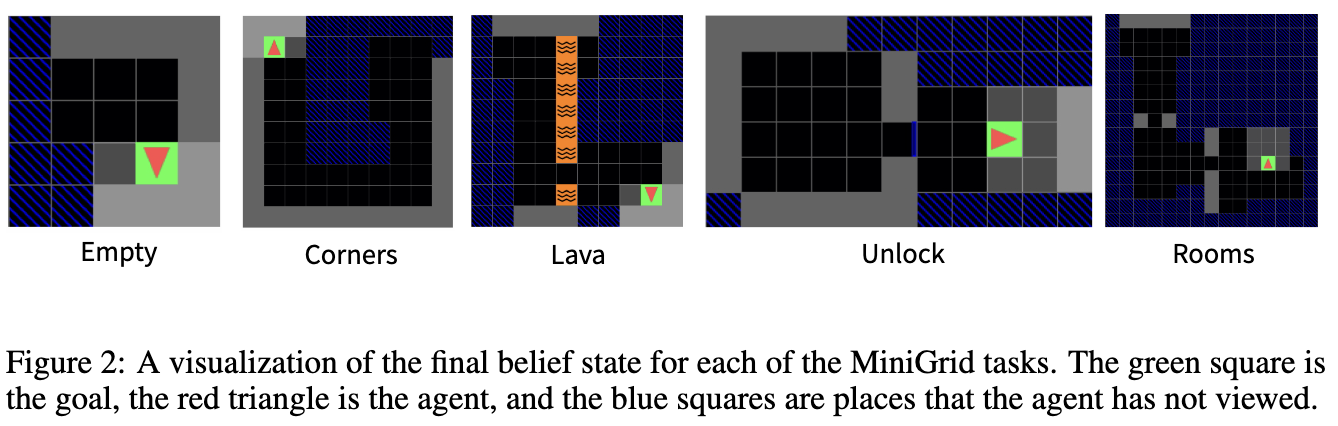 Empty Corners Lava Unlock Rooms
Figure 2: A visualization of the final belief state for each of the MiniGrid tasks. The green square is
the goal, the red triangle is the agent, and the blue squares are places that the agent has not viewed.